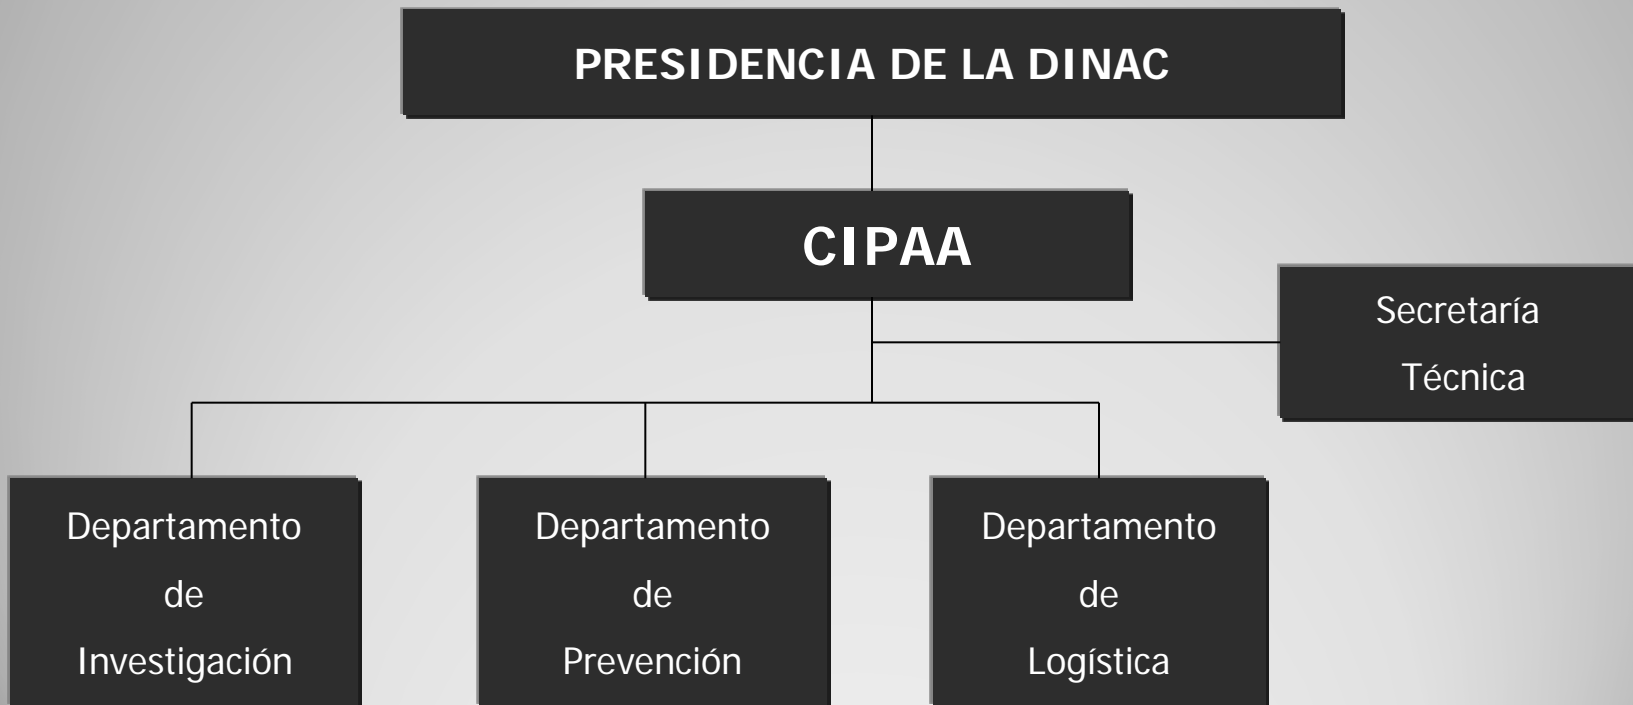 PRESIDENCIA DE LA DINAC
CIPAA
Secretaría
Técnica
Departamento
de
Investigación
Departamento
de
Prevención
Departamento
de
Logística